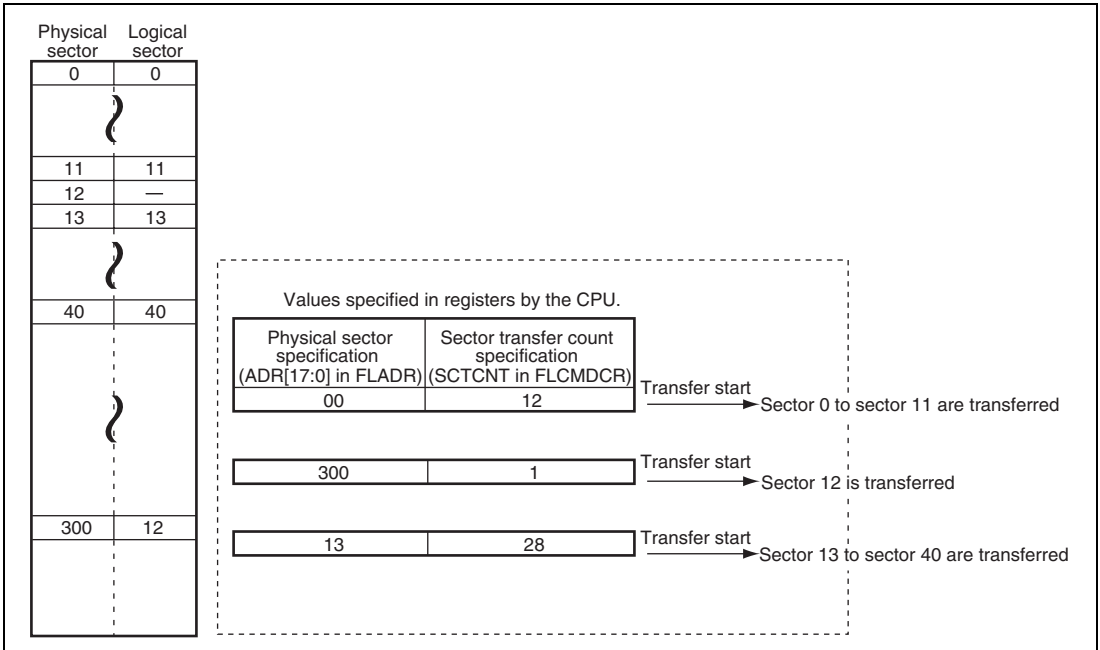 Physical sector Logical sector
0 0
11 11
12 —
13 13
40 40
300 12
Values specified in registers by the CPU.
Physical sector specification (ADR[17:0] in FLADR) Sector transfer count specification (SCTCNT in FLCMDCR)
00 12 Transfer start Sector 0 to sector 11 are transferred
300 1 Transfer start Sector 12 is transferred
13 28 Transfer start Sector 13 to sector 40 are transferred